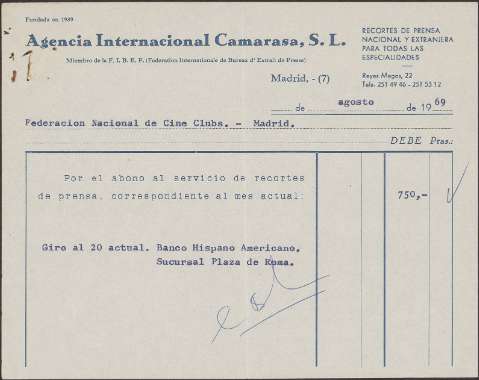 Fundada en 1939
Agencia Internacional Camarasa, S. L.
Miembro de la F. I. B. E. P. (Federation Internationale de Bureau d' Extrait de Presse)
RECORTES DE PRENSA
NACIONAL Y EXTRANJERA
PARA TODAS LAS
ESPECIALIDADES
Reyes Magos, 22
Tels: 251 49 46 - 251 53 12
Madrid, - (7)
de agosto de 1969
Federacion Nacional de Cine Clubs. - Madrid.
DEBE Ptas.:
Por el abono al servicio de recortes
de prensa, correspondiente al mes actual: 750,-
Giro al 20 actual. Banco Hispano Americano,
Sucursal Plaza de Roma.